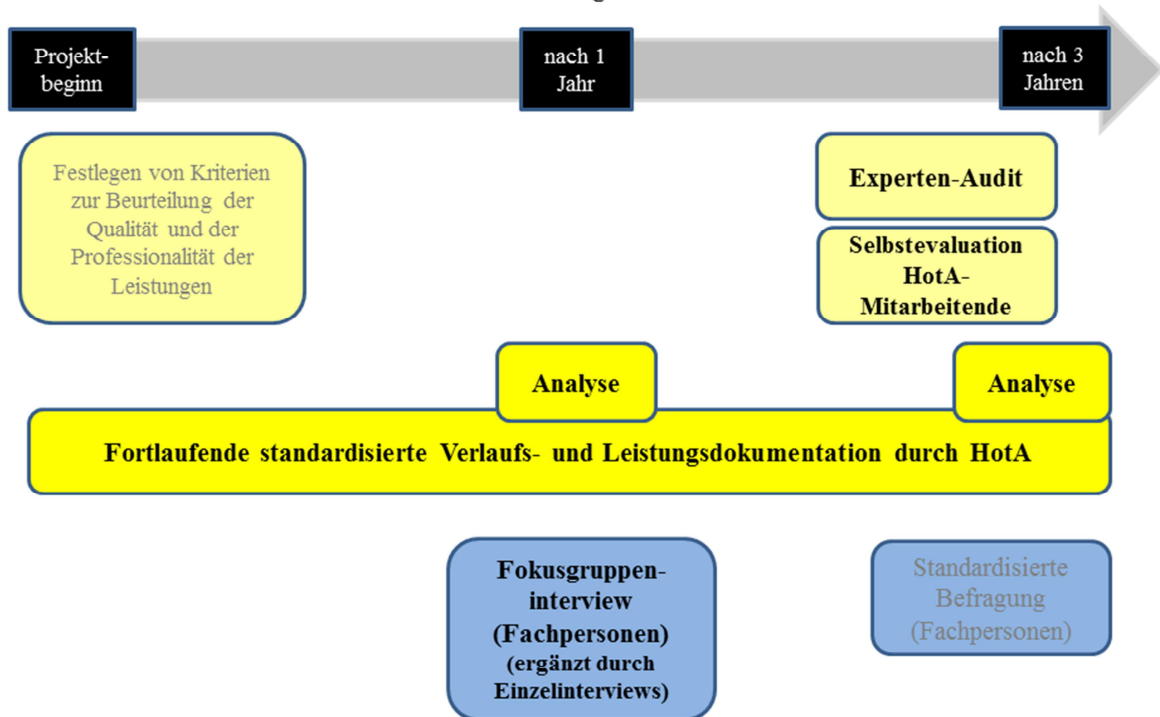 Projekt-
beginn
nach 1
Jahr
nach 3
Jahren
Festlegen von Kriterien
zur Beurteilung der
Qualität und der
Professionalität der
Leistungen
Experten-Audit
Selbstevaluation
HotA-
Mitarbeitende
Analyse
Analyse
Fortlaufende standardisierte Verlaufs- und Leistungsdokumentation durch HotA
Fokusgruppen-
interview
(Fachpersonen)
(ergänzt durch
Einzelinterviews)
Standardisierte
Befragung
(Fachpersonen)